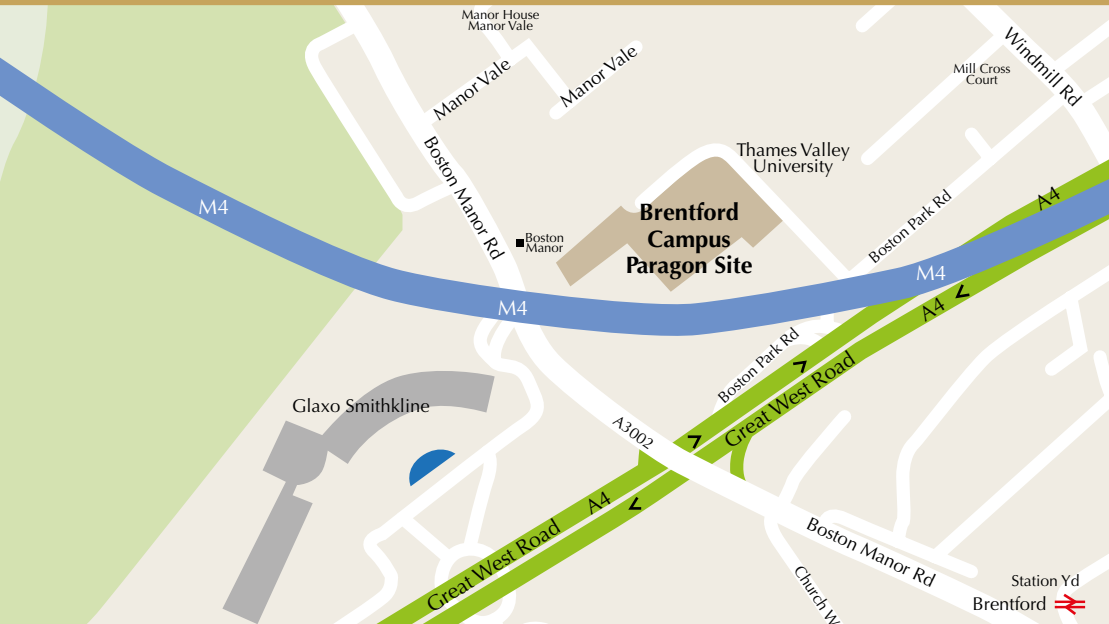 Manor House
Manor Vale
Manor Vale
Manor Vale
Windmill Rd
Mill Cross
Court
Boston Manor Rd
Thames Valley
University
M4
A4
Boston Park Rd
Brentford
Campus
Paragon Site
Boston
Manor
M4
M4
A4
Boston Park Rd
Great West Road
Glaxo Smithkline
A3002
A4
Great West Road
Boston Manor Rd
Church W
Station Yd
Brentford